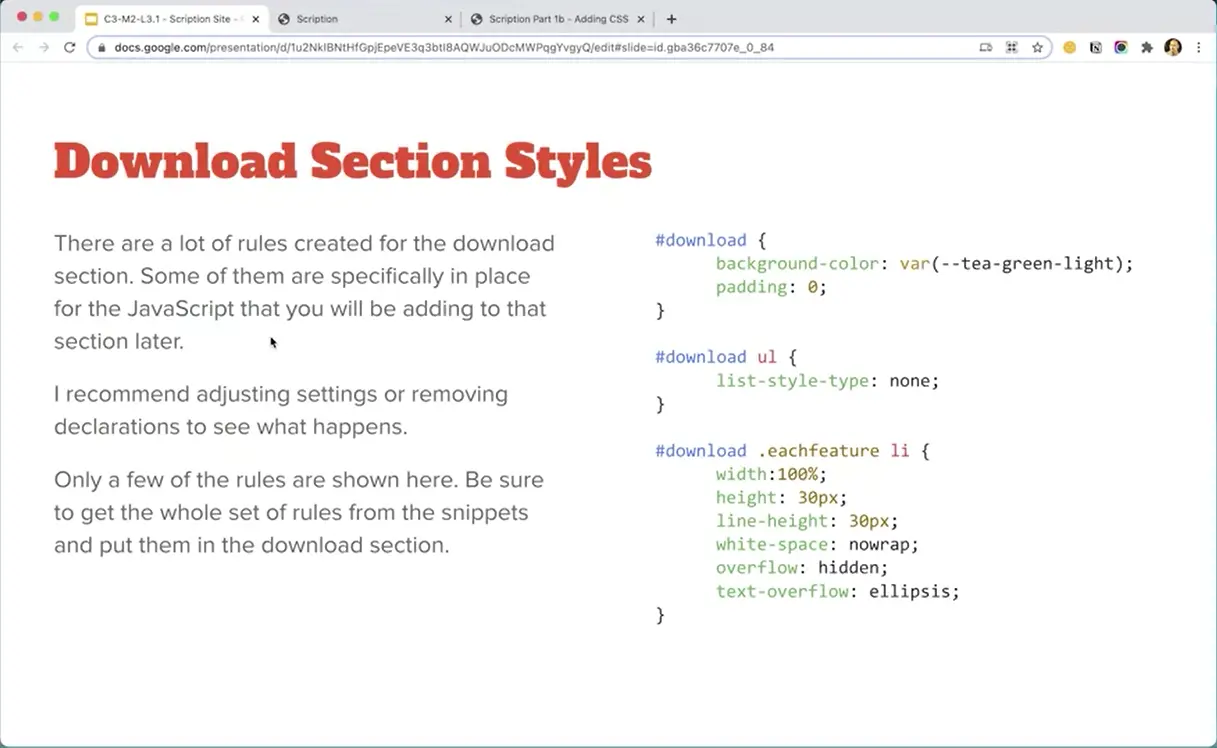 C3-M2-L3.1 - Scription Site -
Scription
Scription Part 1b - Adding CSS
docs.google.com/presentation/d/1u2NkIBNtHfGpjEpeVE3q3btI8AQWJuODcMWPqgYvgyQ/edit#slide=id.gba36c7707e_0_84
Download Section Styles
There are a lot of rules created for the download
section. Some of them are specifically in place
for the JavaScript that you will be adding to that
section later.
I recommend adjusting settings or removing
declarations to see what happens.
Only a few of the rules are shown here. Be sure
to get the whole set of rules from the snippets
and put them in the download section.
#download {
background-color: var(--tea-green-light);
padding: 0;
}
#download ul {
list-style-type: none;
}
#download .eachfeature li {
width:100%;
height: 30px;
line-height: 30px;
white-space: nowrap;
overflow: hidden;
text-overflow: ellipsis;
}